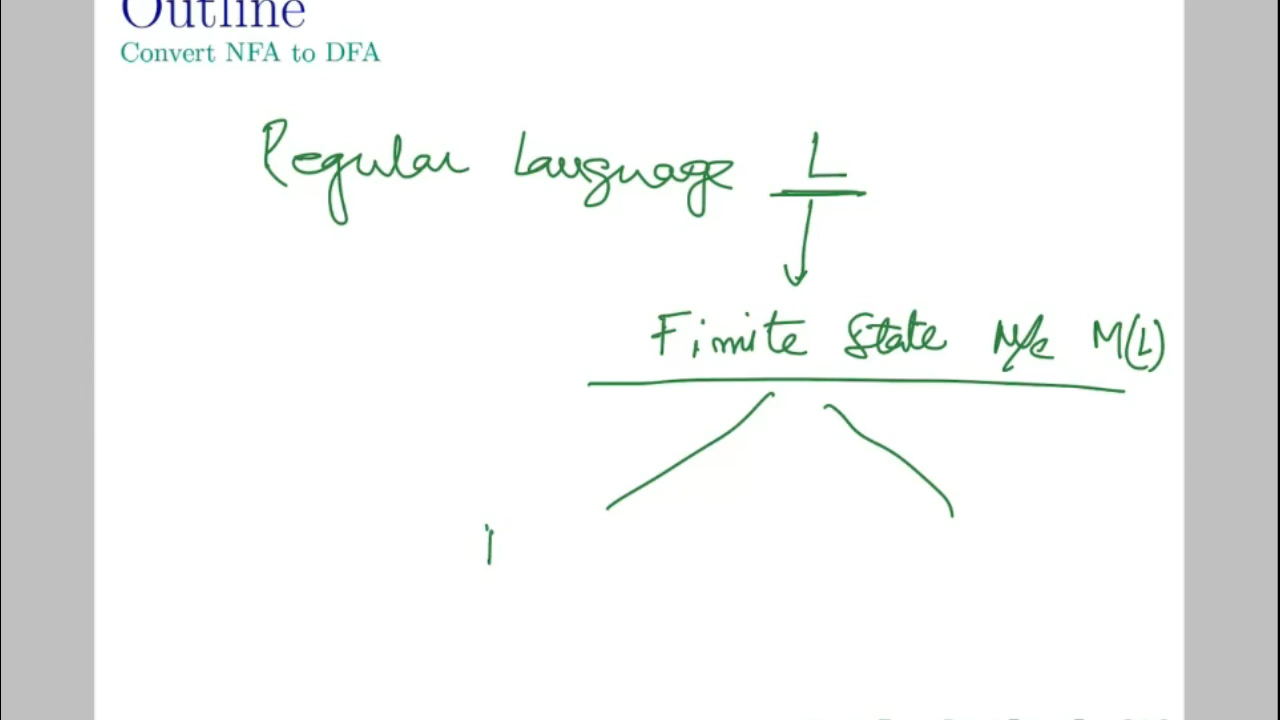 Outline
Convert NFA to DFA
Regular Language L
Finite State M/c M(L)